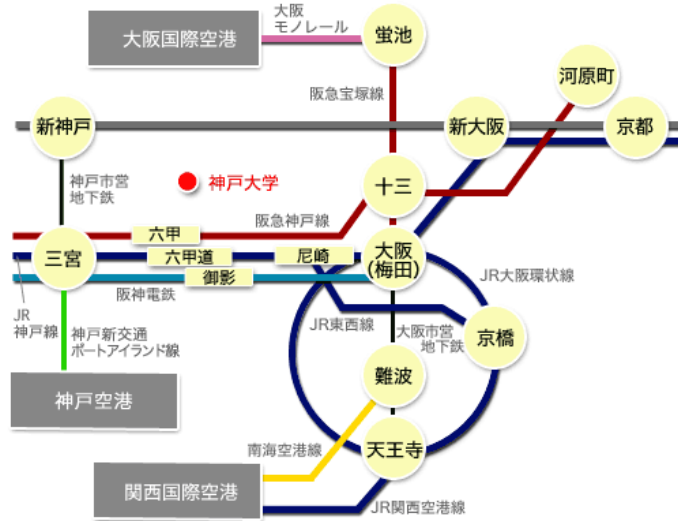 大阪
モノレール
大阪国際空港
蛍池
河原町
阪急宝塚線
新神戸
新大阪
京都
神戸市営
地下鉄
神戸大学
十三
阪急神戸線
六甲
三宮
六甲道
尼崎
大阪
(梅田)
御影
JR大阪環状線
阪神電鉄
JR
神戸線
神戸新交通
ポートアイランド線
JR東西線
大阪市営
地下鉄
京橋
神戸空港
難波
南海空港線
天王寺
関西国際空港
JR関西空港線